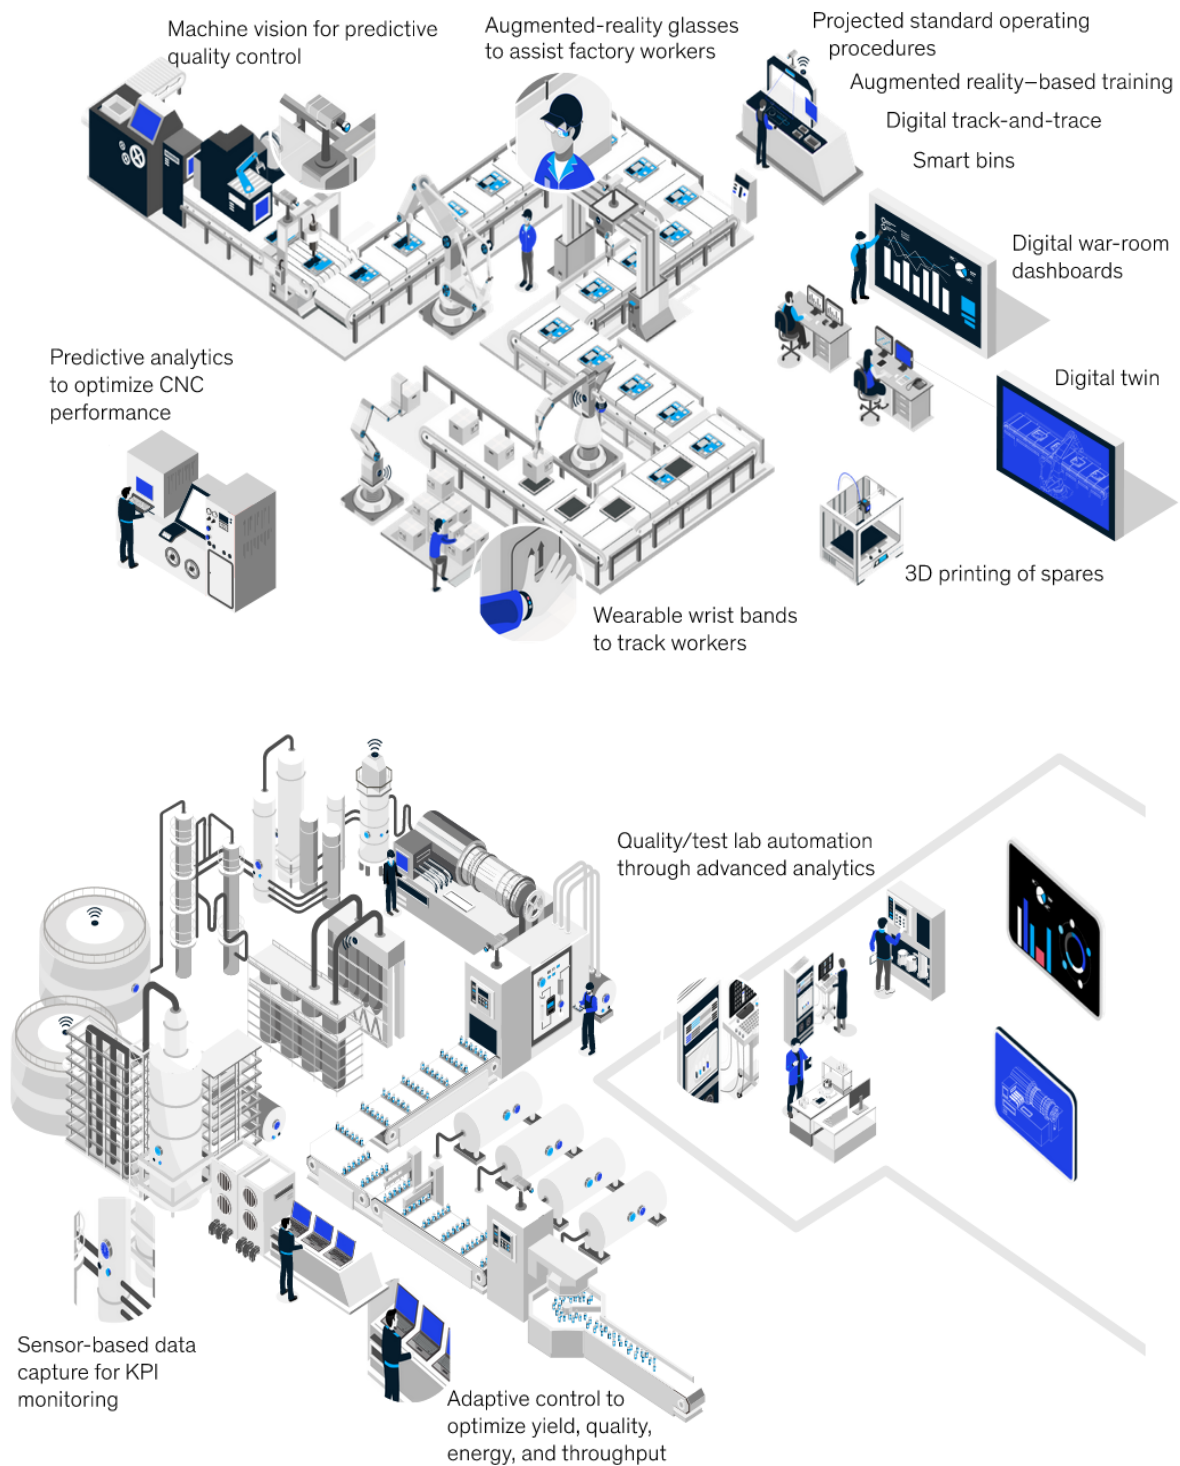 Machine vision for predictive
quality control
Augmented-reality glasses
to assist factory workers
Projected standard operating
procedures
Augmented reality–based training
Digital track-and-trace
Smart bins
Digital war-room
dashboards
Predictive analytics
to optimize CNC
performance
Digital twin
3D printing of spares
Wearable wrist bands
to track workers
Quality/test lab automation
through advanced analytics
Sensor-based data
capture for KPI
monitoring
Adaptive control to
optimize yield, quality,
energy, and throughput